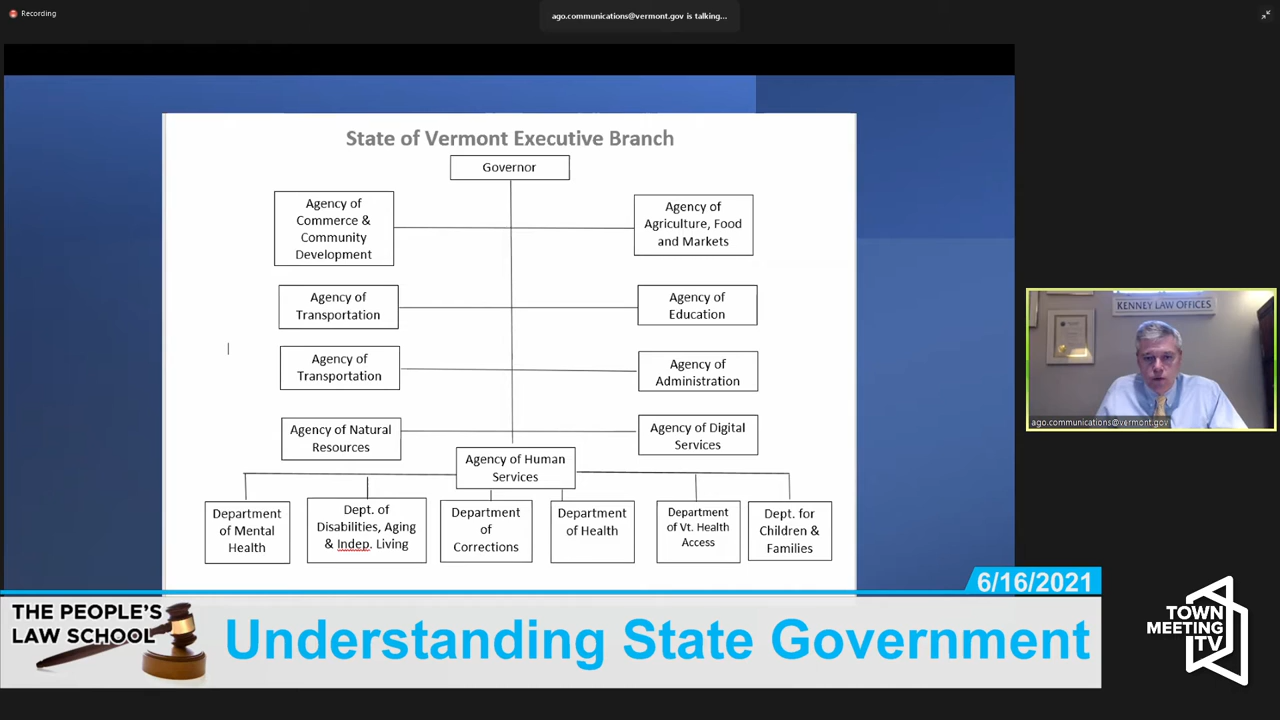 Recording
ago.communications@vermont.gov is talking...
State of Vermont Executive Branch
Governor
Agency of
Commerce &
Community
Development
Agency of
Agriculture, Food
and Markets
Agency of
Transportation
Agency of
Education
Agency of
Transportation
Agency of
Administration
Agency of Natural
Resources
Agency of Digital
Services
Agency of Human
Services
Department
of Mental
Health
Dept. of
Disabilities, Aging
& Indep. Living
Department
of
Corrections
Department
of Health
Department
of Vt. Health
Access
Dept. for
Children &
Families
KENNEY LAW OFFICES
ago.communications@vermont.gov
6/16/2021
THE PEOPLE'S
LAW SCHOOL
Understanding State Government
TOWN
MEETING
TV